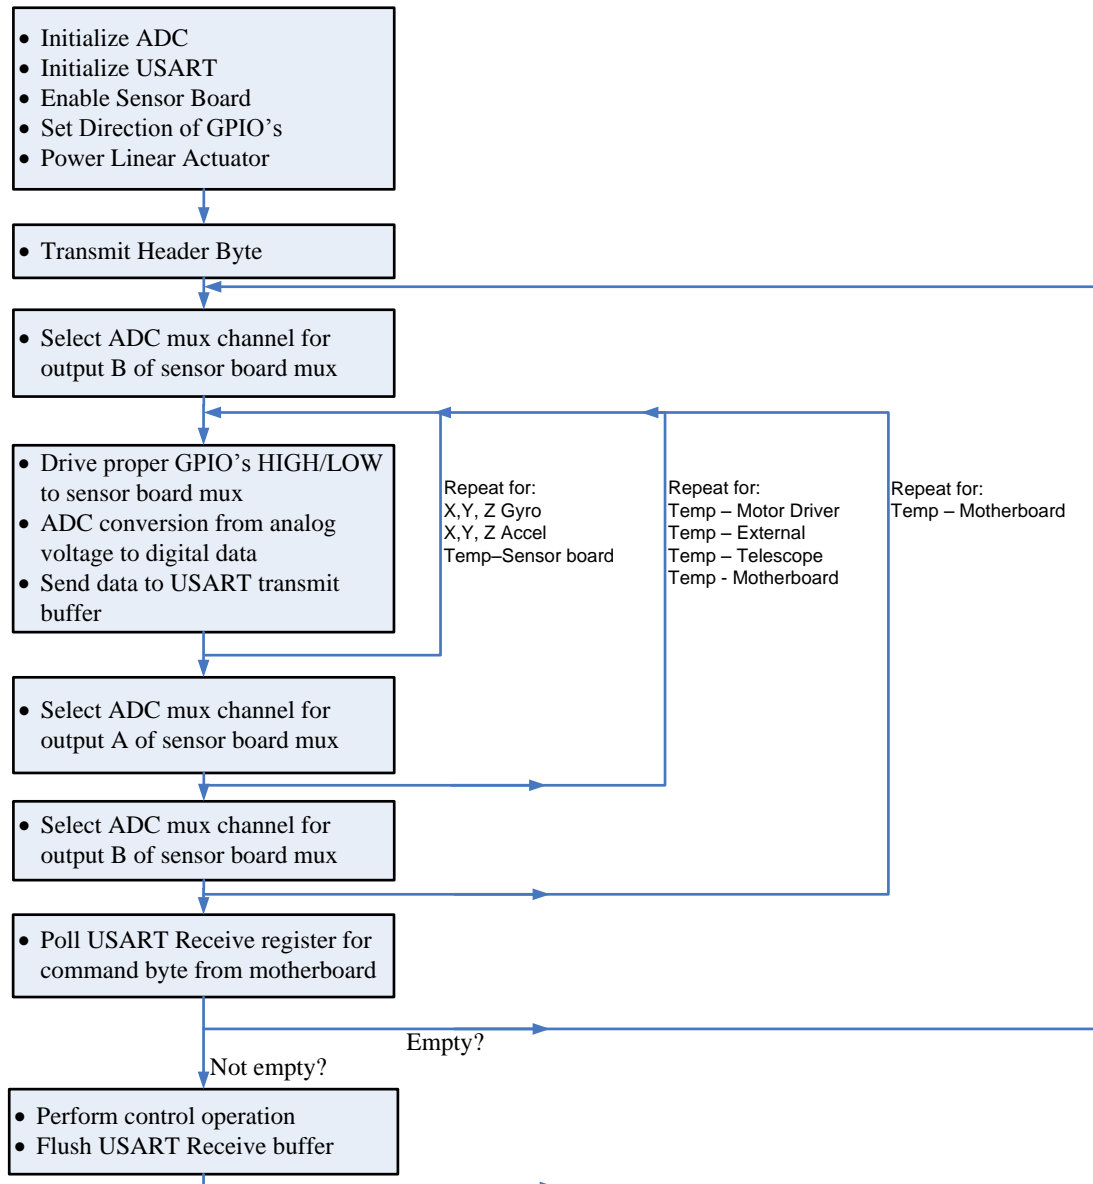 • Initialize ADC
• Initialize USART
• Enable Sensor Board
• Set Direction of GPIO's
• Power Linear Actuator
• Transmit Header Byte
• Select ADC mux channel for
output B of sensor board mux
• Drive proper GPIO's HIGH/LOW
to sensor board mux
• ADC conversion from analog
voltage to digital data
• Send data to USART transmit
buffer
Repeat for:
X,Y, Z Gyro
X,Y, Z Accel
Temp–Sensor board
Repeat for:
Temp – Motor Driver
Temp – External
Temp – Telescope
Temp - Motherboard
Repeat for:
Temp – Motherboard
• Select ADC mux channel for
output A of sensor board mux
• Select ADC mux channel for
output B of sensor board mux
• Poll USART Receive register for
command byte from motherboard
Empty?
Not empty?
• Perform control operation
• Flush USART Receive buffer